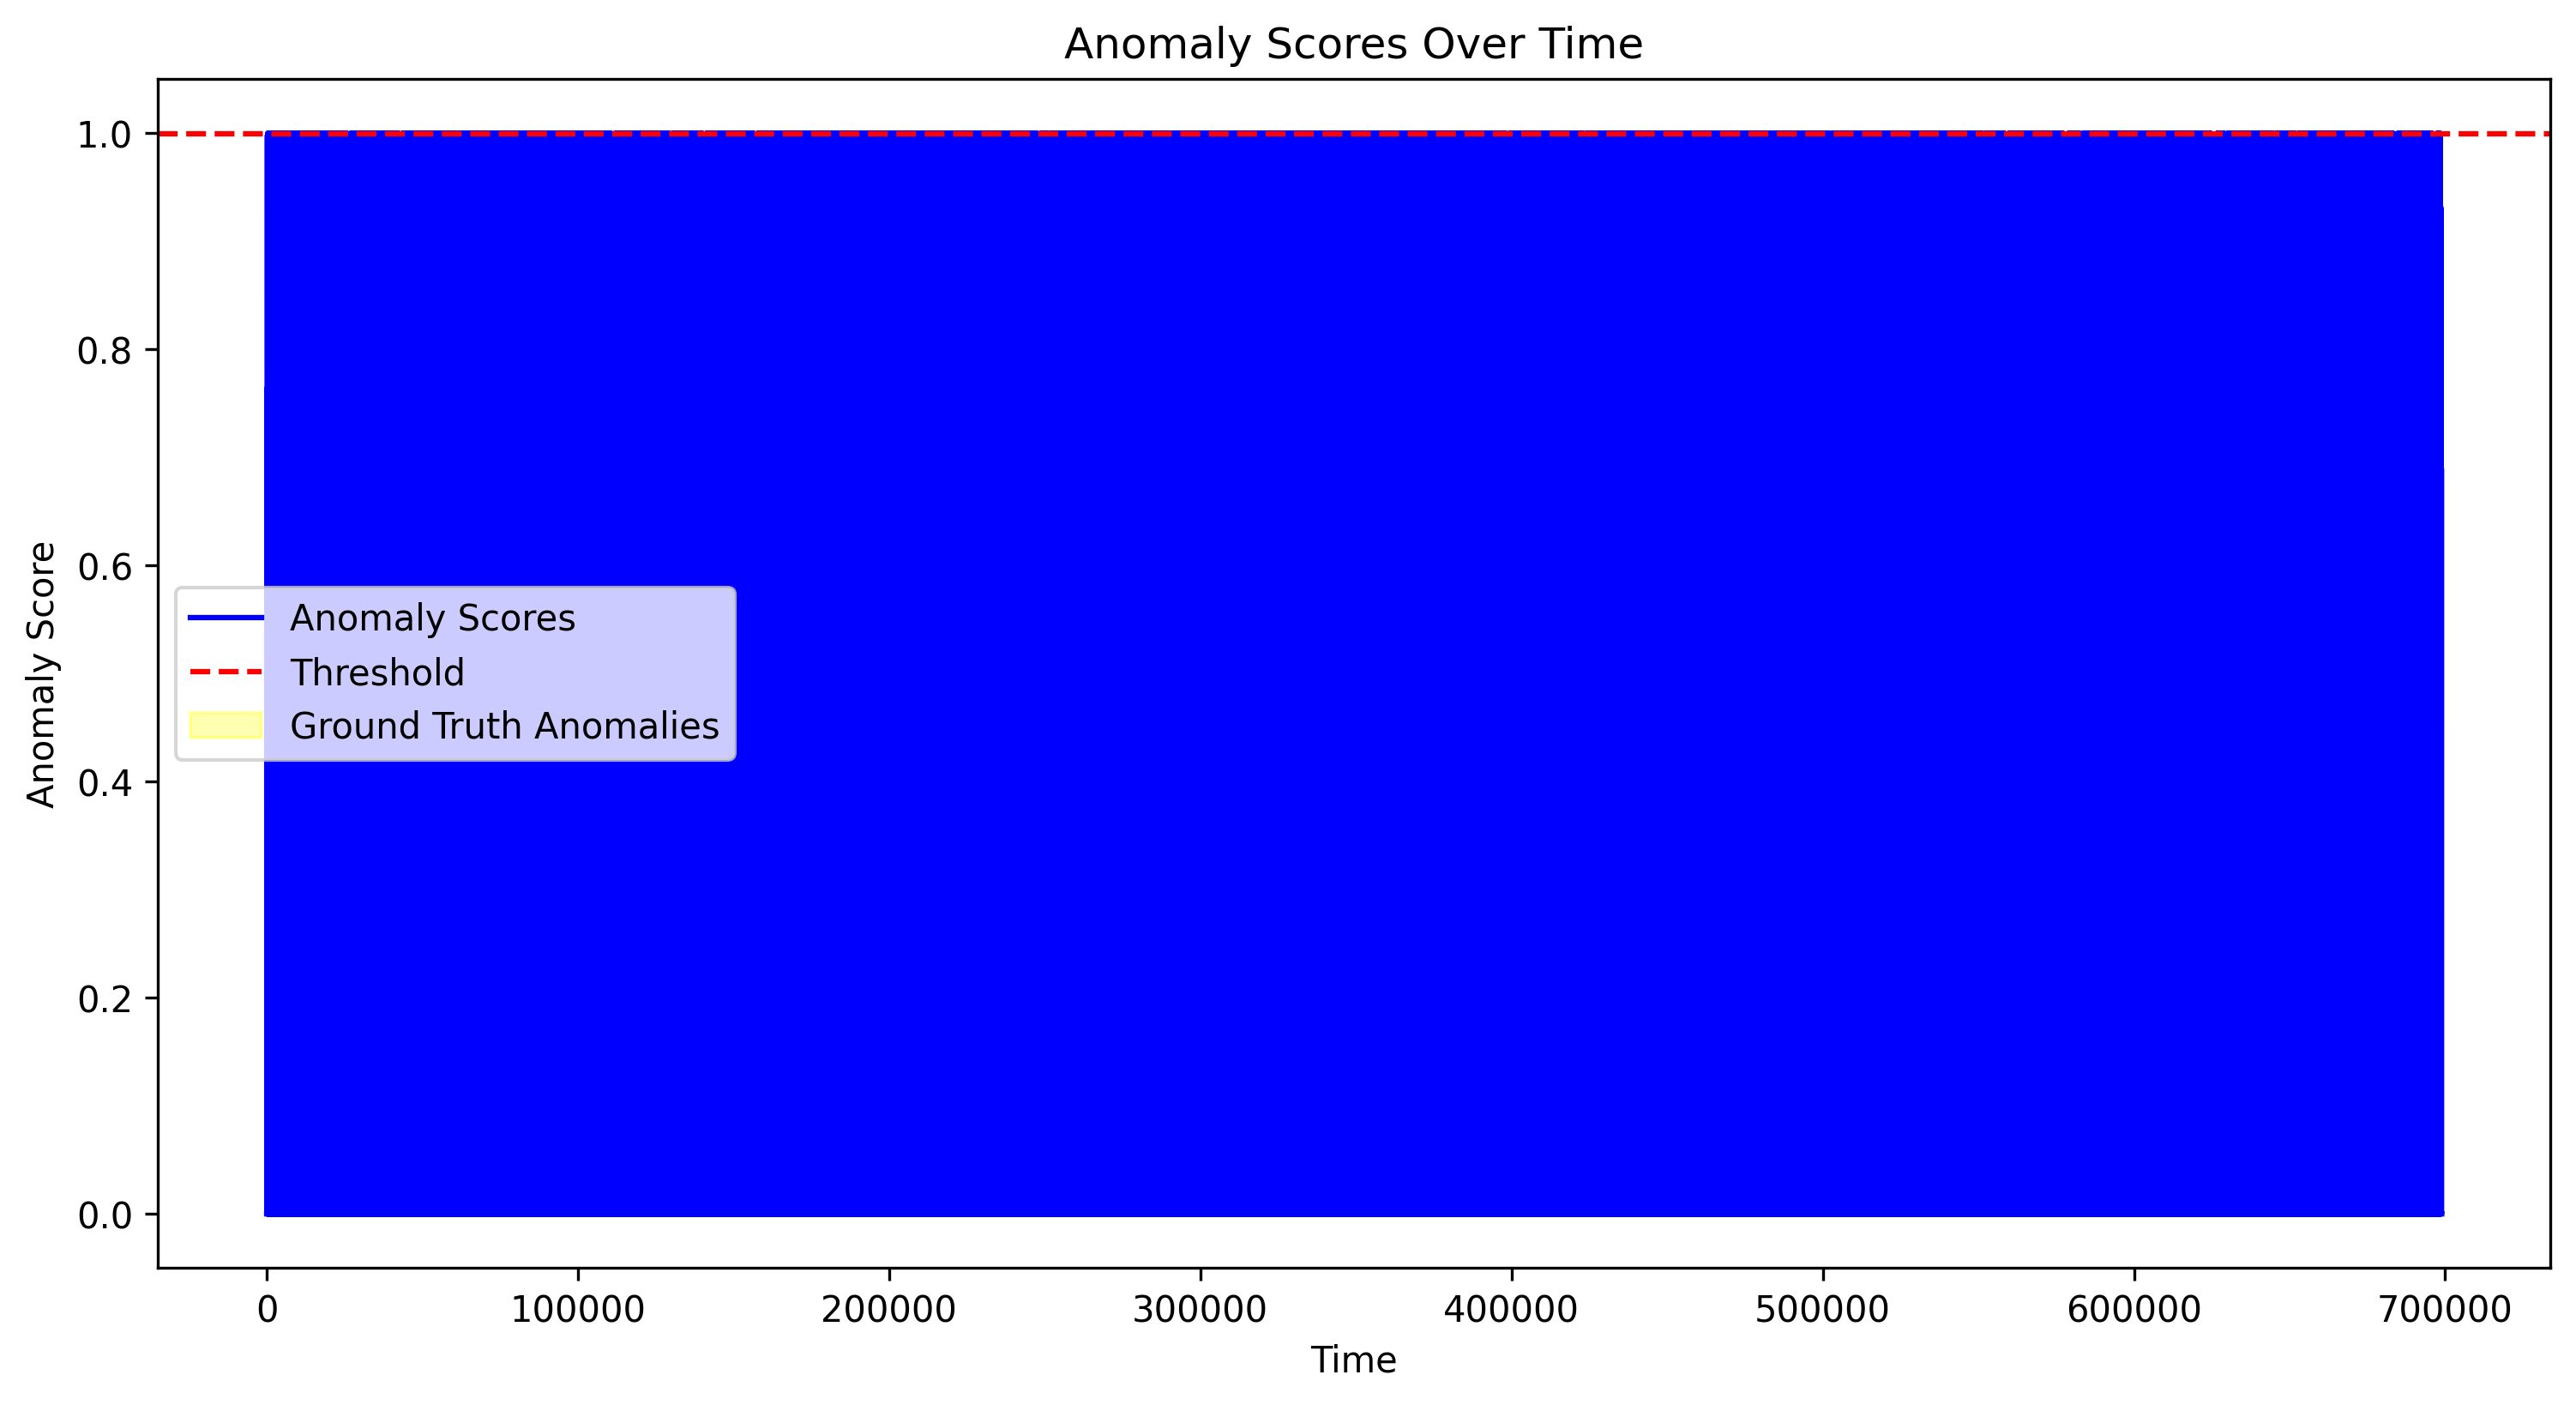 Anomaly Scores Over Time
1.0
0.8
0.6
0.4
0.2
0.0
Anomaly Score
Anomaly Scores
Threshold
Ground Truth Anomalies
0 100000 200000 300000 400000 500000 600000 700000
Time